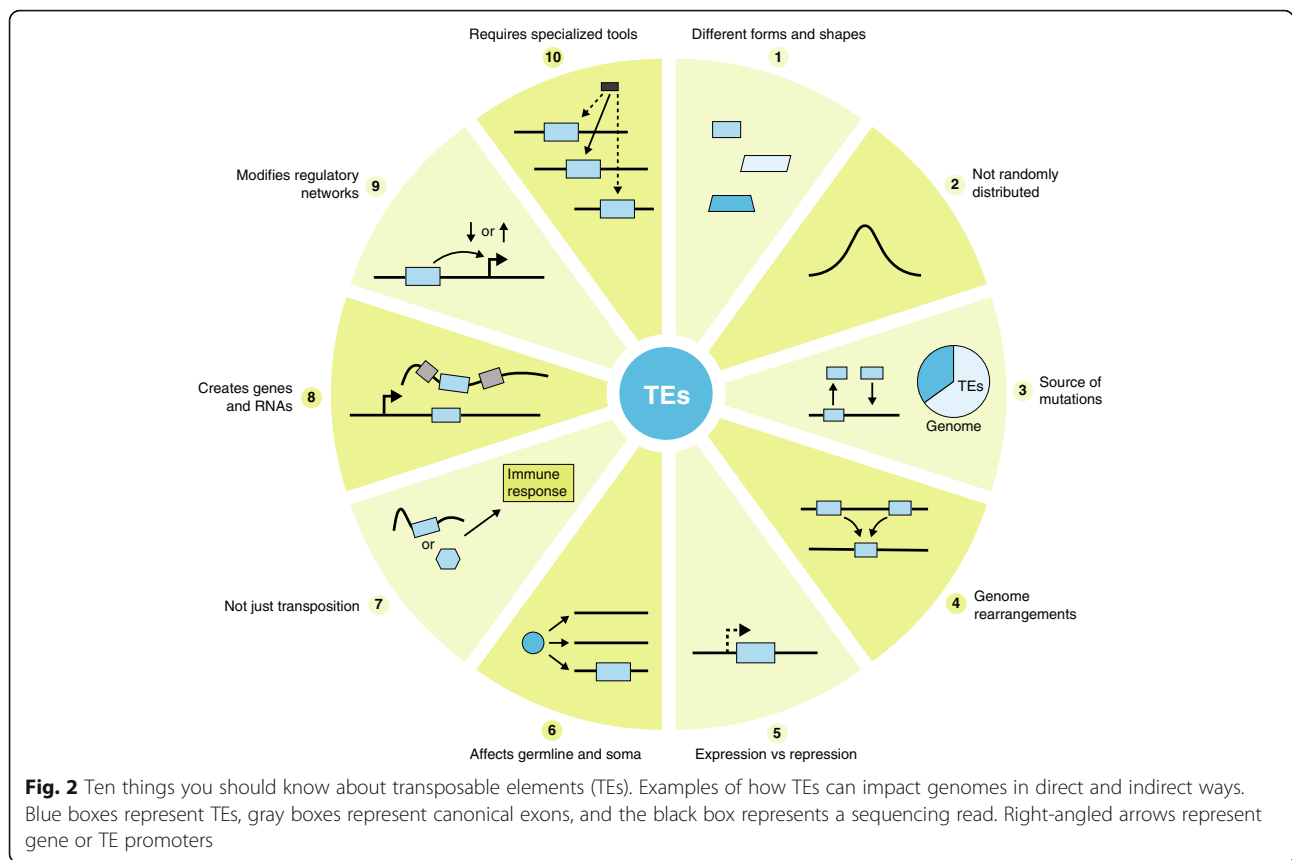 Requires specialized tools
10
Different forms and shapes
1
2
Not randomly
distributed
3
Source of
mutations
TEs
Genome
4
Genome
rearrangements
5
Expression vs repression
6
Affects germline and soma
Not just transposition
7
Immune
response
or
Creates genes
and RNAs
8
Modifies regulatory
networks
9
↓ or ↑
TEs
Fig. 2 Ten things you should know about transposable elements (TEs). Examples of how TEs can impact genomes in direct and indirect ways.
Blue boxes represent TEs, gray boxes represent canonical exons, and the black box represents a sequencing read. Right-angled arrows represent
gene or TE promoters